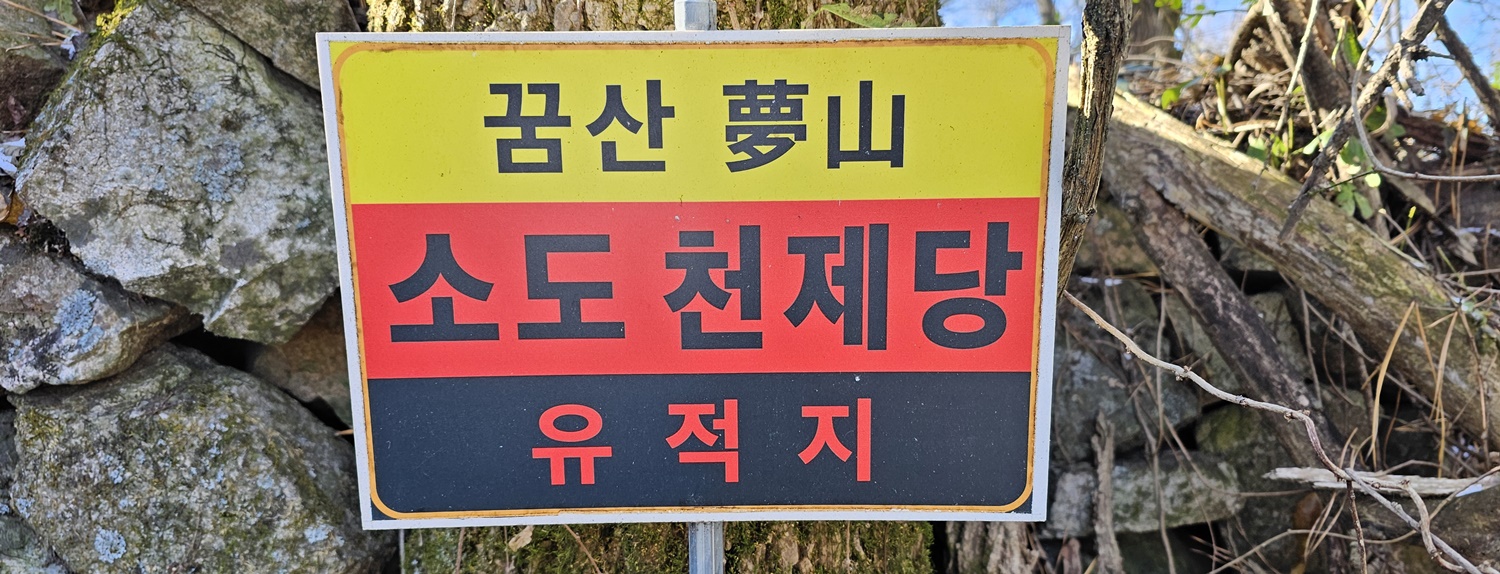 꿈산 夢山
소도 천제당
유적지